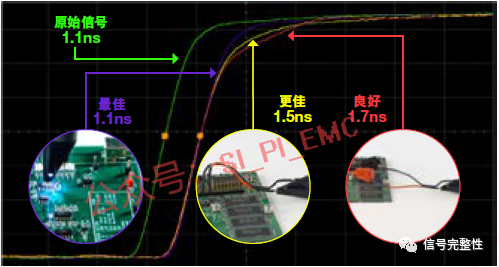 原始信号
1.1ns
最佳
1.1ns
更佳
1.5ns
良好
1.7ns
公众号：SI_PI_EMC
信号完整性